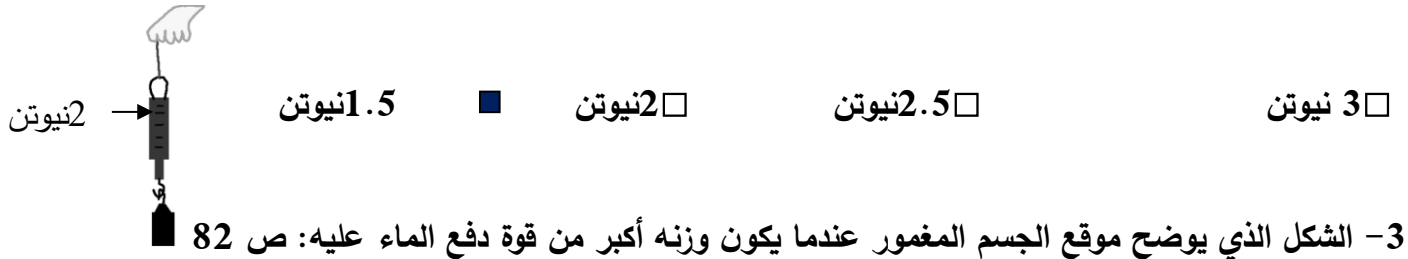 □3 نيوتن □2.5نيوتن □2نيوتن ■ 1.5نيوتن
2نيوتن
3- الشكل الذي يوضح موقع الجسم المغمور عندما يكون وزنه أكبر من قوة دفع الماء عليه: ص 82